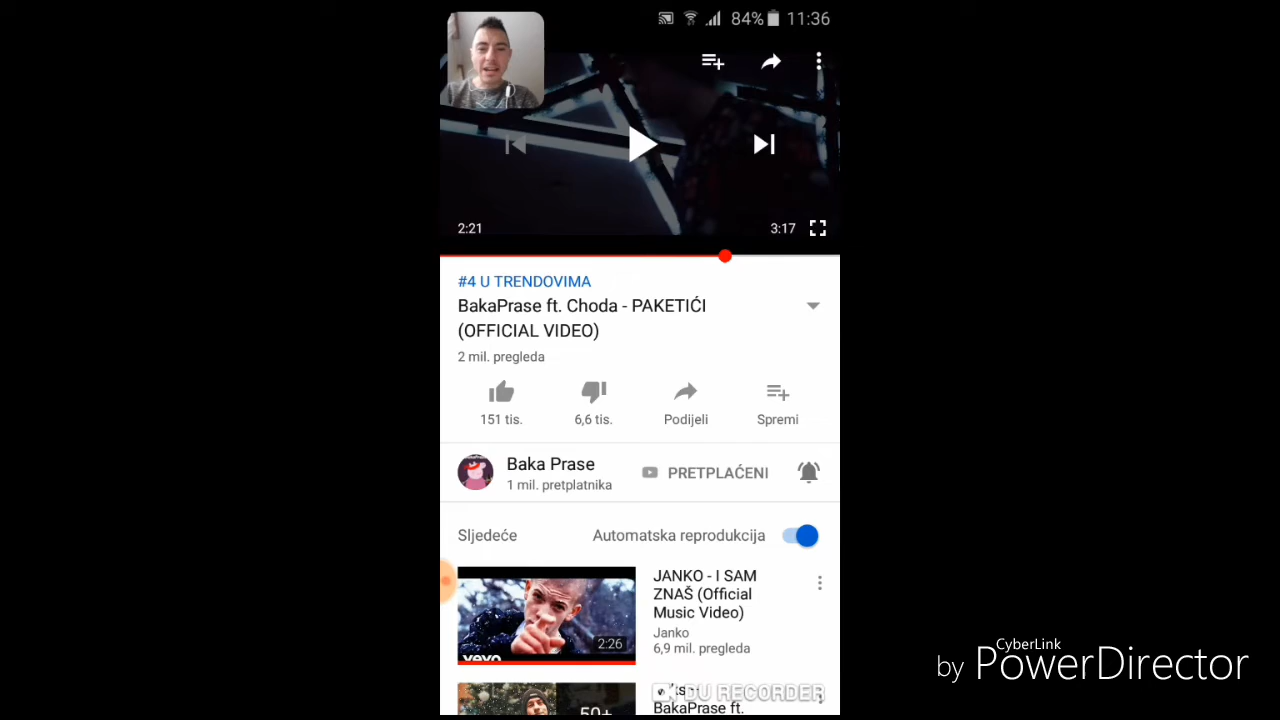 84% 11:36
2:21 3:17
#4 U TRENDOVIMA
BakaPrase ft. Choda - PAKETIĆI
(OFFICIAL VIDEO)
2 mil. pregleda
151 tis. 6,6 tis. Podijeli Spremi
Baka Prase
1 mil. pretplatnika
PRETPLAĆENI
Sljedeće Automatska reprodukcija
JANKO - I SAM
ZNAŠ (Official
Music Video)
Janko
6,9 mil. pregleda
2:26
vevo
DU RECORDER
BakaPrase ft.
50+
CyberLink
by PowerDirector